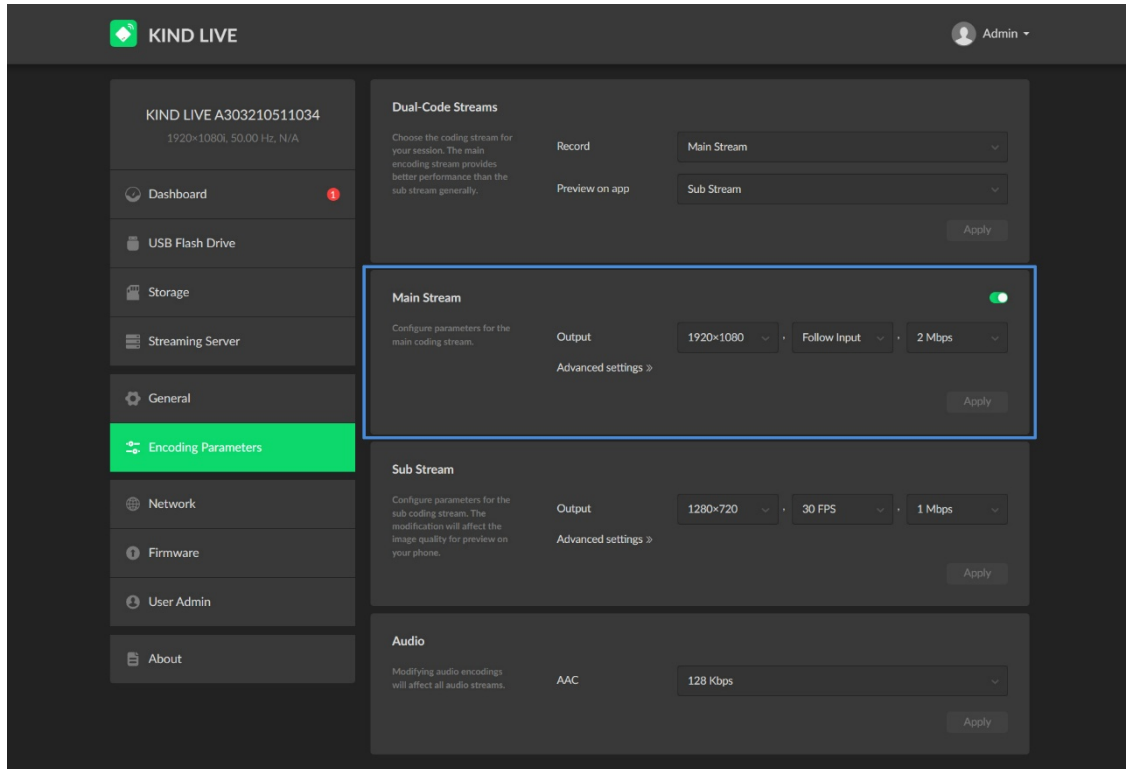 KIND LIVE
Admin
KIND LIVE A303210511034
1920×1080i, 50.00 Hz, N/A
Dashboard
1
USB Flash Drive
Storage
Streaming Server
General
Encoding Parameters
Network
Firmware
User Admin
About
Dual-Code Streams
Choose the coding stream for
your session. The main
encoding stream provides
better performance than the
sub stream generally.
Record
Main Stream
Preview on app
Sub Stream
Apply
Main Stream
Configure parameters for the
main coding stream.
Output
1920×1080
Follow Input
2 Mbps
Advanced settings »
Apply
Sub Stream
Configure parameters for the
sub coding stream. The
modification will affect the
image quality for preview on
your phone.
Output
1280×720
30 FPS
1 Mbps
Advanced settings »
Apply
Audio
Modifying audio encodings
will affect all audio streams.
AAC
128 Kbps
Apply